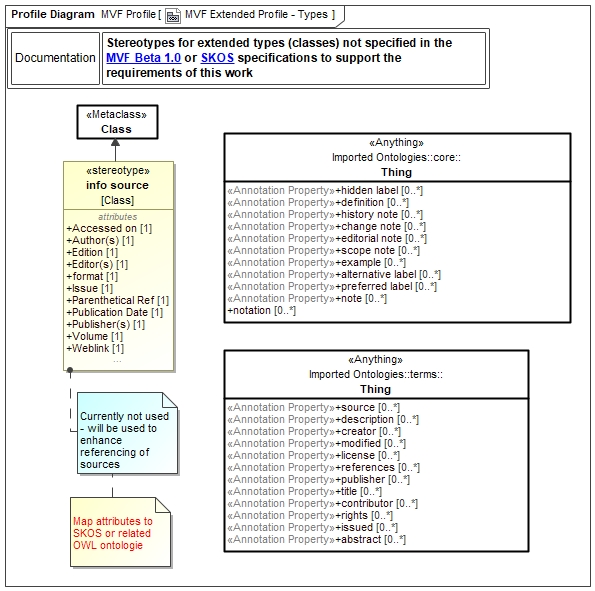 Profile Diagram MVF Profile [ MVF Extended Profile - Types ]
Documentation
Stereotypes for extended types (classes) not specified in the
MVF Beta 1.0 or SKOS specifications to support the
requirements of this work
«Metaclass»
Class
«stereotype»
info source
[Class]
attributes
+Accessed on [1]
+Author(s) [1]
+Edition [1]
+Editor(s) [1]
+format [1]
+Issue [1]
+Parenthetical Ref [1]
+Publication Date [1]
+Publisher(s) [1]
+Volume [1]
+Weblink [1]
...
Currently not used
- will be used to
enhance
referencing of
sources
Map attributes to
SKOS or related
OWL ontologie
«Anything»
Imported Ontologies::core::
Thing
«Annotation Property»+hidden label [0..*]
«Annotation Property»+definition [0..*]
«Annotation Property»+history note [0..*]
«Annotation Property»+change note [0..*]
«Annotation Property»+editorial note [0..*]
«Annotation Property»+scope note [0..*]
«Annotation Property»+example [0..*]
«Annotation Property»+alternative label [0..*]
«Annotation Property»+preferred label [0..*]
«Annotation Property»+note [0..*]
+notation [0..*]
«Anything»
Imported Ontologies::terms::
Thing
«Annotation Property»+source [0..*]
«Annotation Property»+description [0..*]
«Annotation Property»+creator [0..*]
«Annotation Property»+modified [0..*]
«Annotation Property»+license [0..*]
«Annotation Property»+references [0..*]
«Annotation Property»+publisher [0..*]
«Annotation Property»+title [0..*]
«Annotation Property»+contributor [0..*]
«Annotation Property»+rights [0..*]
«Annotation Property»+issued [0..*]
«Annotation Property»+abstract [0..*]